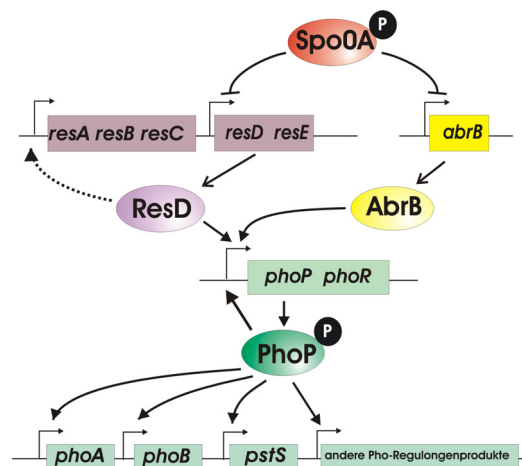 Spo0A P
resA resB resC
resD resE
abrB
ResD
AbrB
phoP phoR
PhoP P
phoA
phoB
pstS
andere Pho-Regulongenprodukte